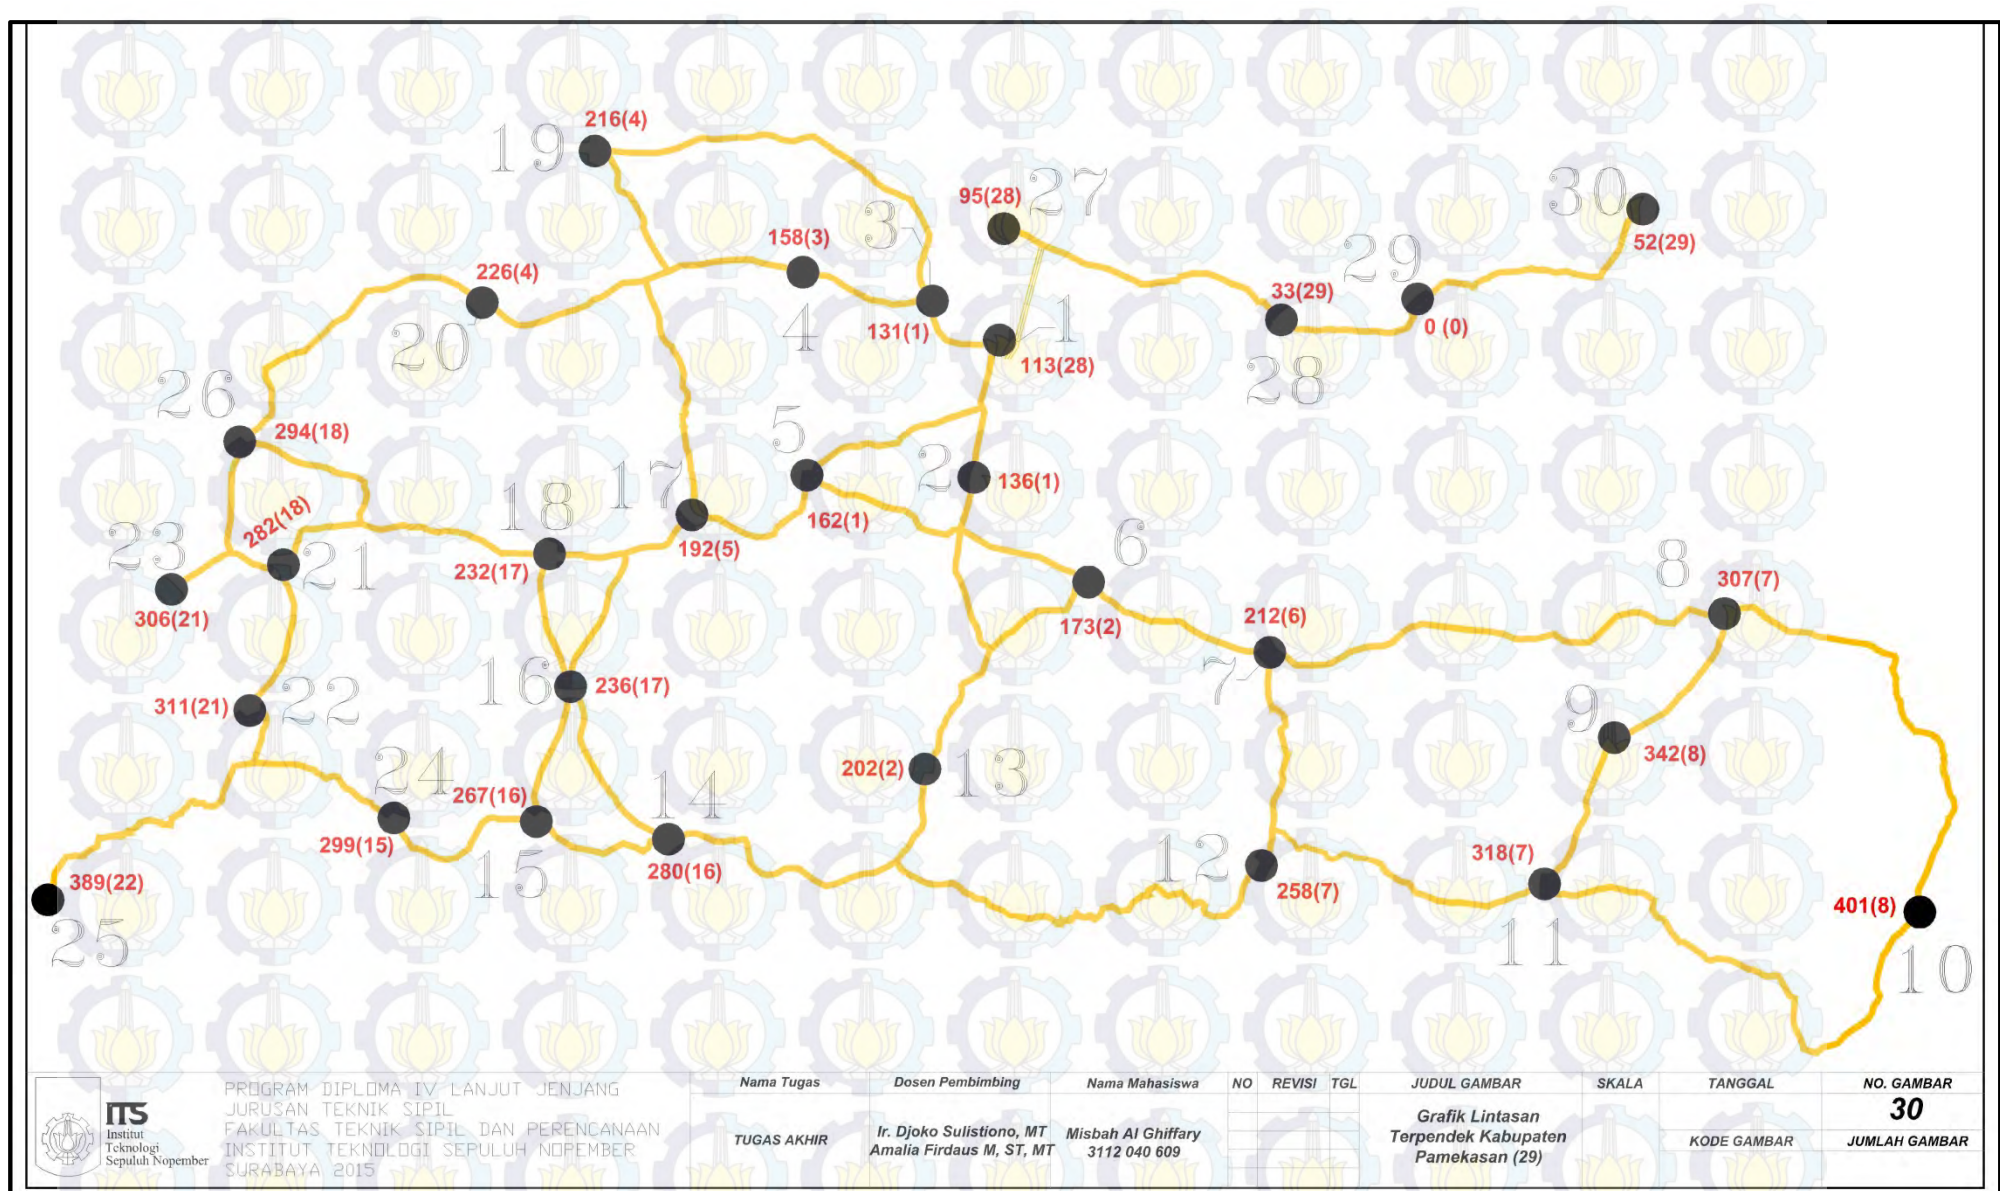 216(4)
19
95(28)
27
30
3
158(3)
52(29)
226(4)
29
33(29)
0 (0)
4
131(1)
1
20
113(28)
28
26
294(18)
5
2
136(1)
17
18
282(18)
162(1)
23
192(5)
6
21
232(17)
8
307(7)
306(21)
173(2)
212(6)
16
236(17)
7
311(21)
22
9
342(8)
24
202(2)
13
267(16)
14
299(15)
15
280(16)
12
318(7)
258(7)
389(22)
25
401(8)
11
10
ITS
Institut
Teknologi
Sepuluh Nopember
PROGRAM DIPLOMA IV LANJUT JENJANG
JURUSAN TEKNIK SIPIL
FAKULTAS TEKNIK SIPIL DAN PERENCANAAN
INSTITUT TEKNOLOGI SEPULUH NOPEMBER
SURABAYA 2015
Nama Tugas
TUGAS AKHIR
Dosen Pembimbing
Ir. Djoko Sulistiono, MT
Amalia Firdaus M, ST, MT
Nama Mahasiswa
Misbah Al Ghiffary
3112 040 609
NO REVISI TGL
JUDUL GAMBAR
Grafik Lintasan
Terpendek Kabupaten
Pamekasan (29)
SKALA
TANGGAL
KODE GAMBAR
NO. GAMBAR
30
JUMLAH GAMBAR